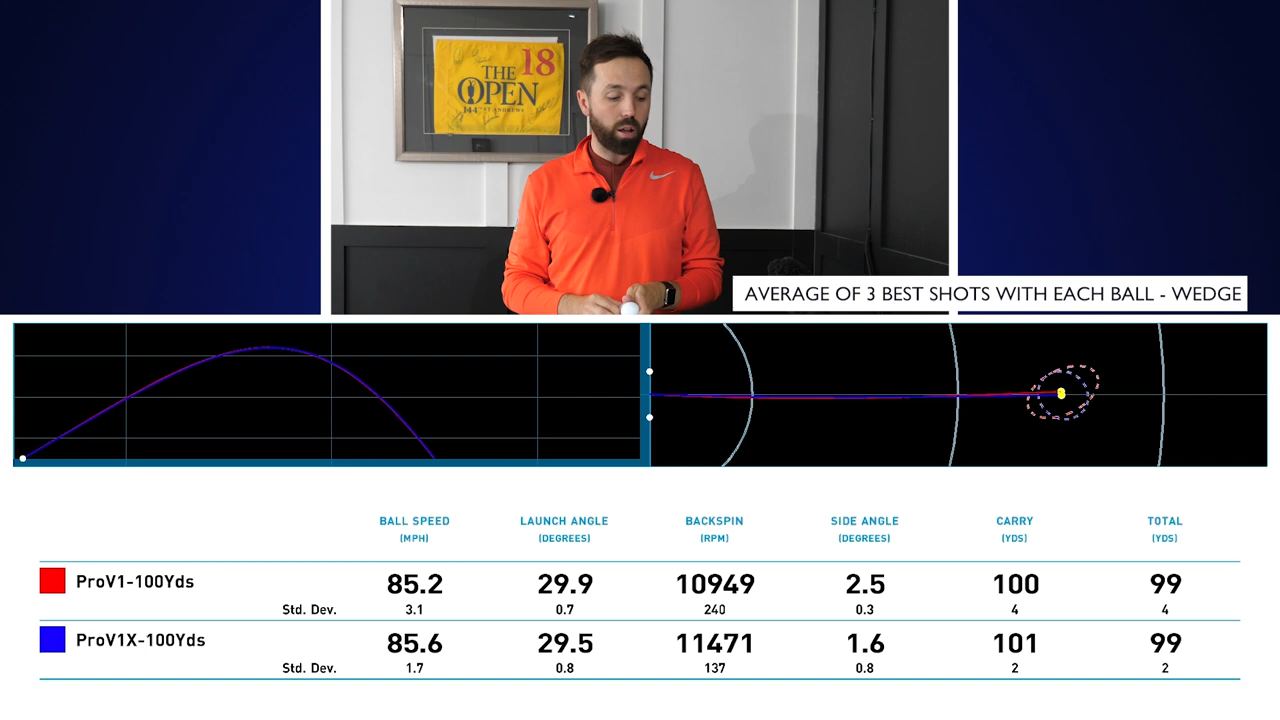 18
THE
OPEN
144TH ST ANDREWS
AVERAGE OF 3 BEST SHOTS WITH EACH BALL - WEDGE
BALL SPEED LAUNCH ANGLE BACKSPIN SIDE ANGLE CARRY TOTAL
(MPH) (DEGREES) (RPM) (DEGREES) (YDS) (YDS)
ProV1-100Yds 85.2 29.9 10949 2.5 100 99
Std. Dev. 3.1 0.7 240 0.3 4 4
ProV1X-100Yds 85.6 29.5 11471 1.6 101 99
Std. Dev. 1.7 0.8 137 0.8 2 2